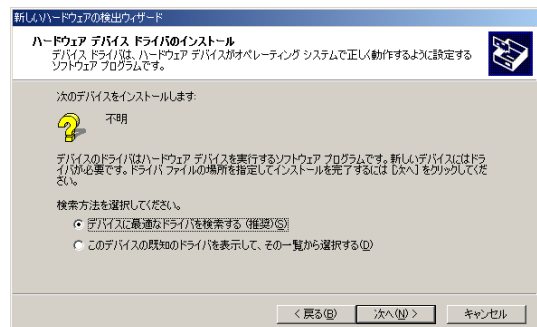 新しいハードウェアの検出ウィザード
ハードウェア デバイス ドライバのインストール
デバイス ドライバは、ハードウェア デバイスがオペレーティング システムで正しく動作するように設定する
ソフトウェア プログラムです。
次のデバイスをインストールします:
不明
デバイスのドライバはハードウェア デバイスを実行するソフトウェア プログラムです。新しいデバイスにはドラ
イバが必要です。ドライバ ファイルの場所を指定してインストールを完了するには [次へ] をクリックしてくだ
さい。
検索方法を選択してください。
デバイスに最適なドライバを検索する (推奨)(S)
このデバイスの既知のドライバを表示して、その一覧から選択する(D)
< 戻る(B)
次へ(N) >
キャンセル